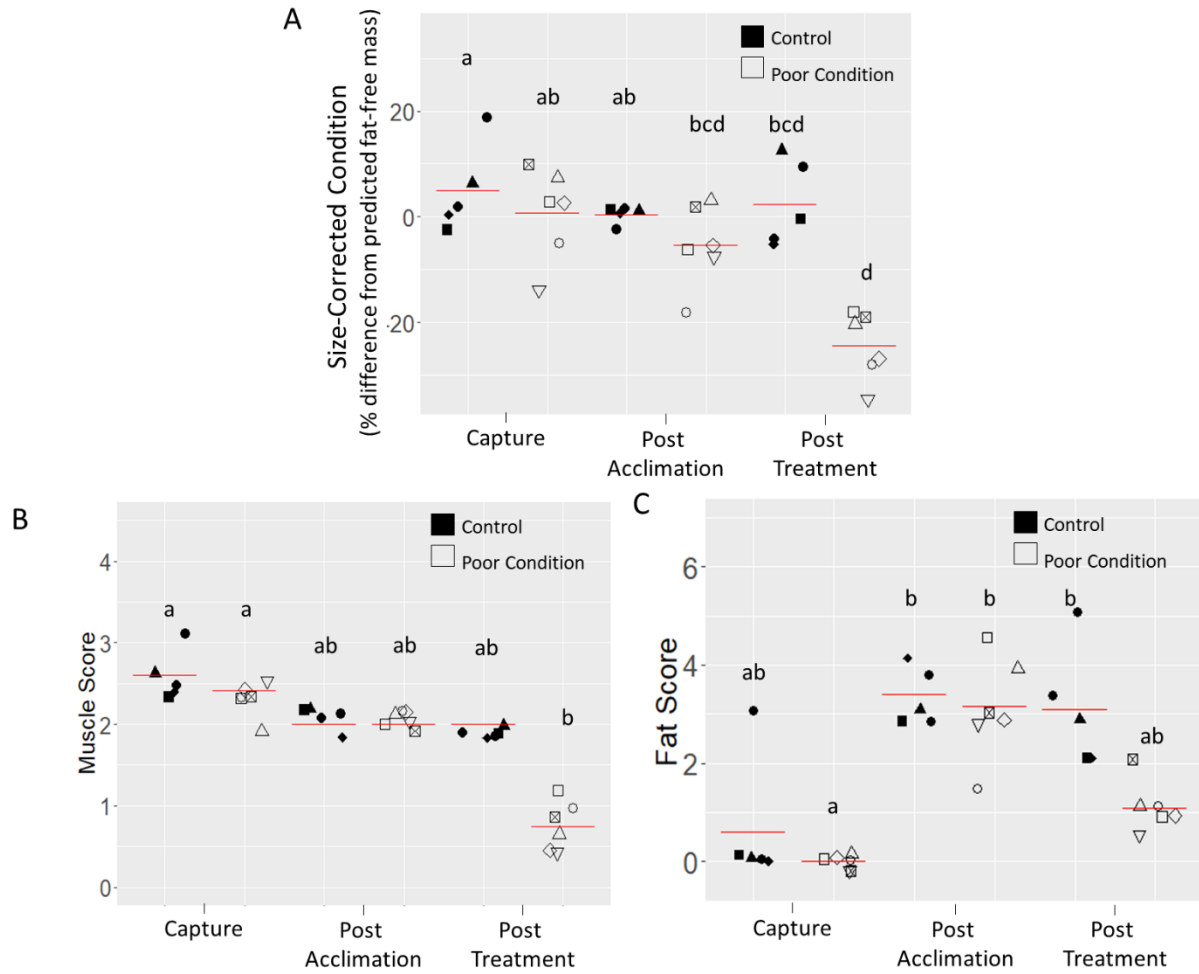 A
Size-Corrected Condition
(% difference from predicted fat-free mass)
20
0
-20
Control
Poor Condition
a
ab
ab
bcd
bcd
d
Capture
Post
Acclimation
Post
Treatment
B
Muscle Score
4
3
2
1
0
Control
Poor Condition
a
a
ab
ab
ab
b
Capture
Post
Acclimation
Post
Treatment
C
Fat Score
6
4
2
0
Control
Poor Condition
ab
a
b
b
b
ab
Capture
Post
Acclimation
Post
Treatment